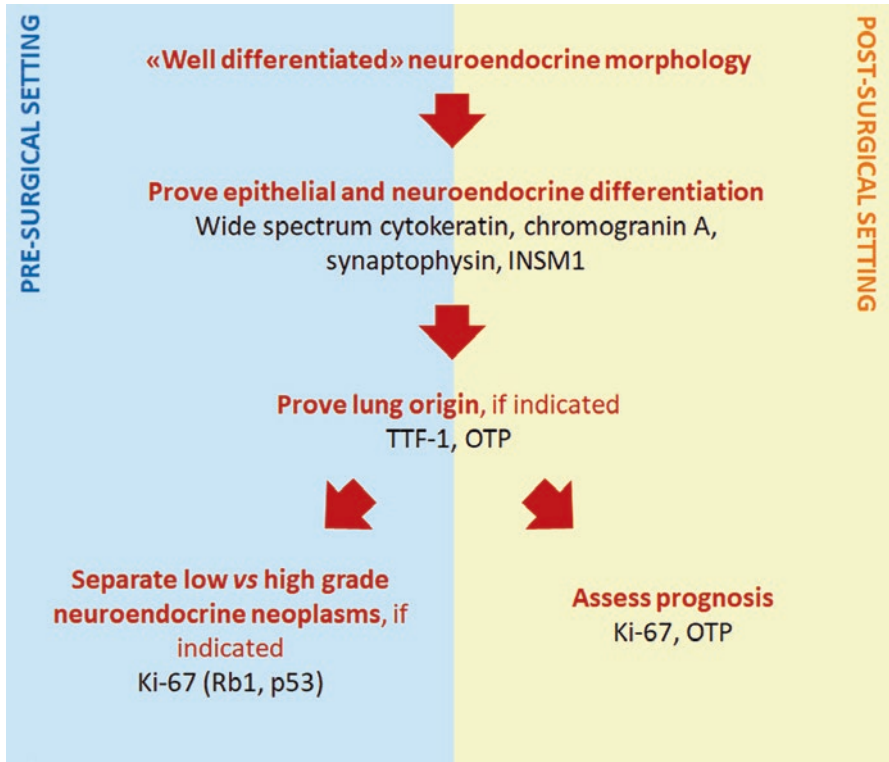 PRE-SURGICAL SETTING
POST-SURGICAL SETTING
«Well differentiated» neuroendocrine morphology
Prove epithelial and neuroendocrine differentiation
Wide spectrum cytokeratin, chromogranin A,
synaptophysin, INSM1
Prove lung origin, if indicated
TTF-1, OTP
Separate low vs high grade
neuroendocrine neoplasms, if
indicated
Ki-67 (Rb1, p53)
Assess prognosis
Ki-67, OTP